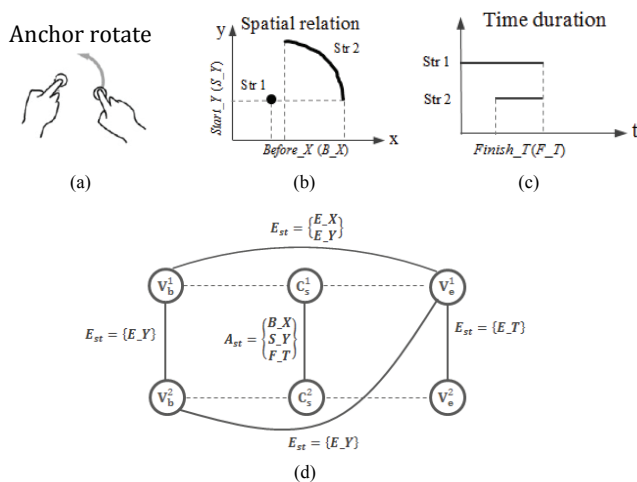 Anchor rotate
(a)
y Spatial relation
Str 2
Str 1
Start_Y (S_Y)
Before_X (B_X)
x
(b)
Time duration
Str 1
Str 2
Finish_T(F_T)
t
(c)
E_st = {E_X
E_Y}
V_b^1
C_s^1
V_e^1
E_st = {E_Y}
A_st = {B_X
S_Y
F_T}
E_st = {E_T}
V_b^2
C_s^2
V_e^2
E_st = {E_Y}
(d)